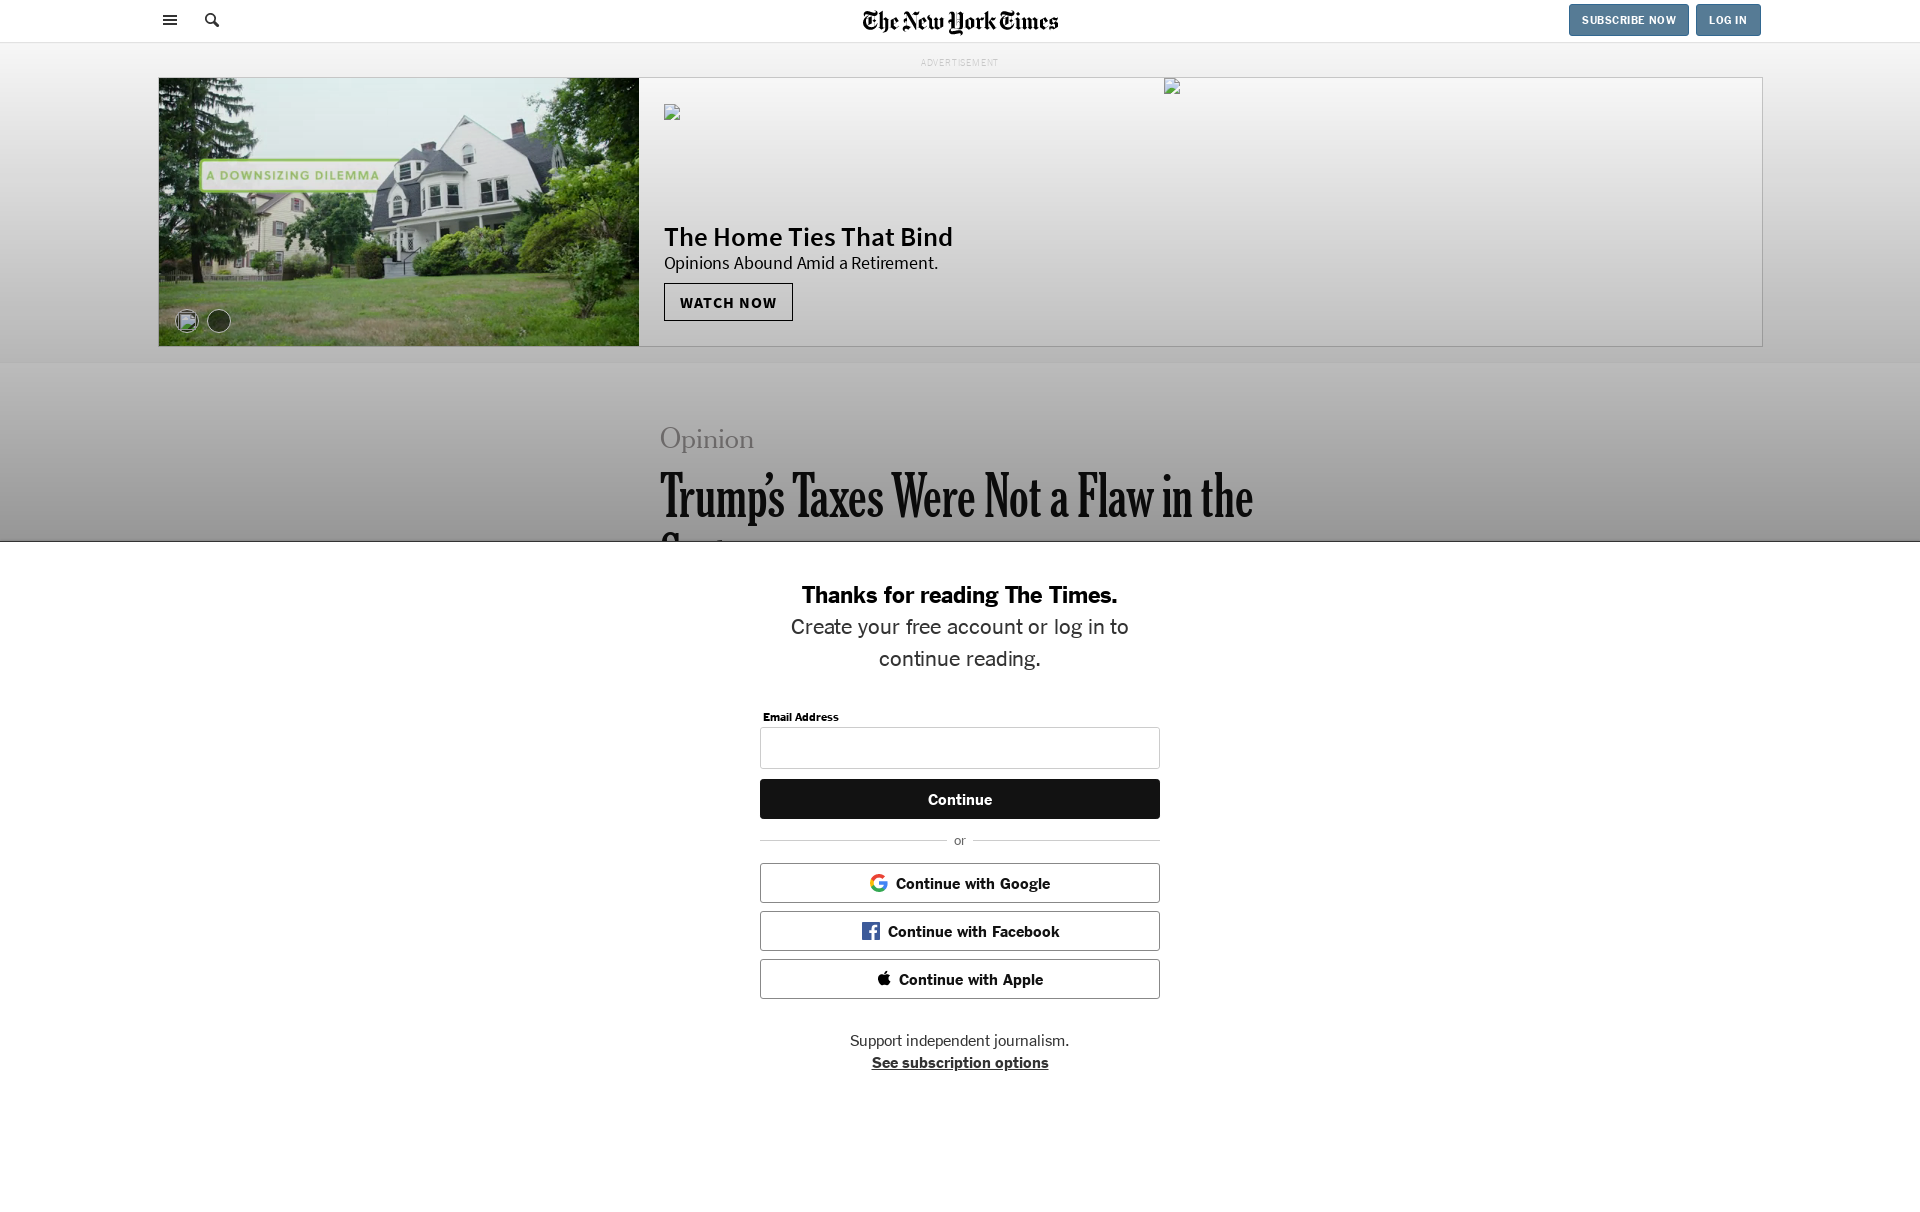 The New York Times
SUBSCRIBE NOW
LOG IN
ADVERTISEMENT
A DOWNSIZING DILEMMA
The Home Ties That Bind
Opinions Abound Amid a Retirement.
WATCH NOW
Opinion
Trump’s Taxes Were Not a Flaw in the
Thanks for reading The Times.
Create your free account or log in to
continue reading.
Email Address
Continue
or
Continue with Google
Continue with Facebook
Continue with Apple
Support independent journalism.
See subscription options